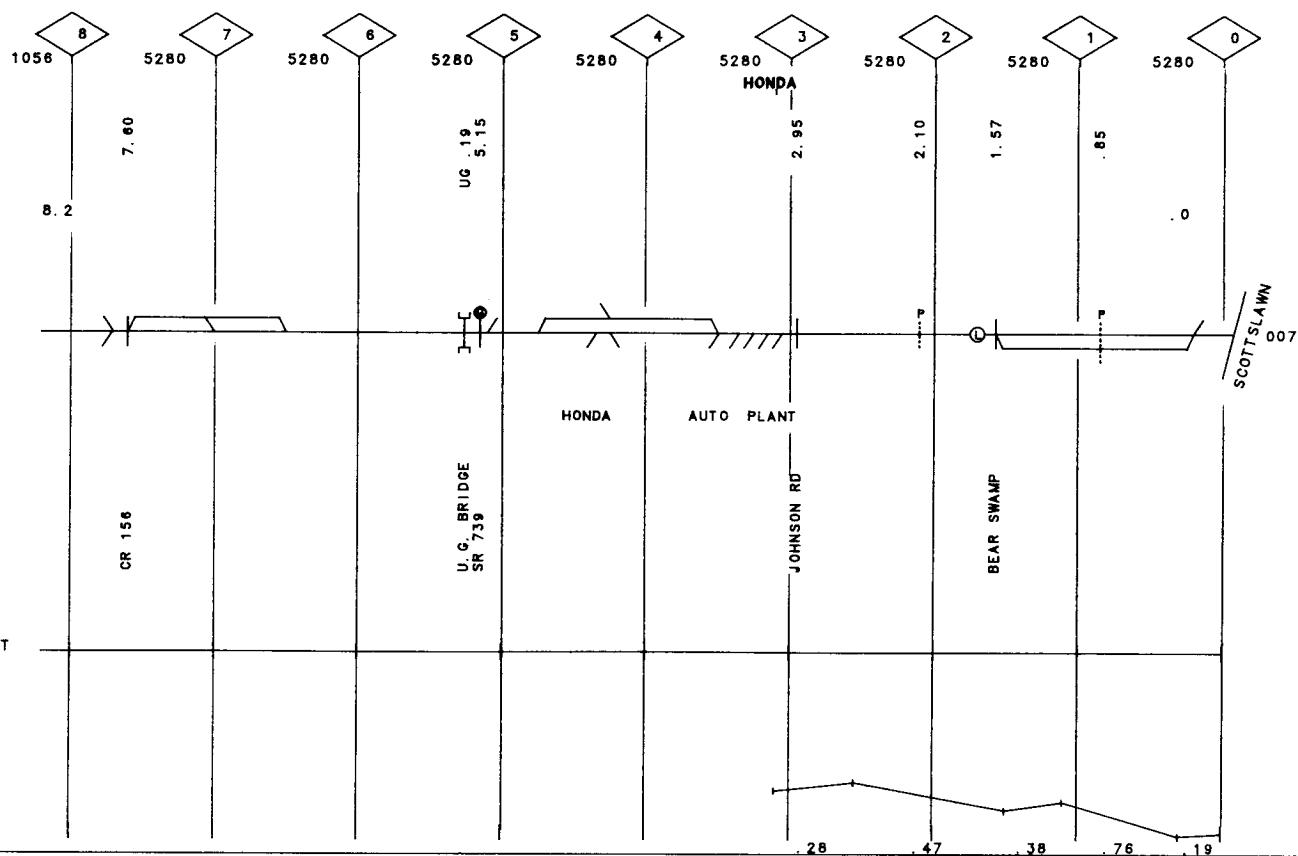 8 7 6 5 4 3 2 1 0
1056 5280 5280 5280 5280 5280 5280 5280 5280
HONDA
7.60
UG .19
5.15
2.95
2.10
1.57
.85
8.2
.0
P
P
L
SCOTTSLAWN
007
HONDA AUTO PLANT
CR 156
U.G. BRIDGE
SR 739
JOHNSON RD
BEAR SWAMP
T
.28 .47 .38 .76 .19